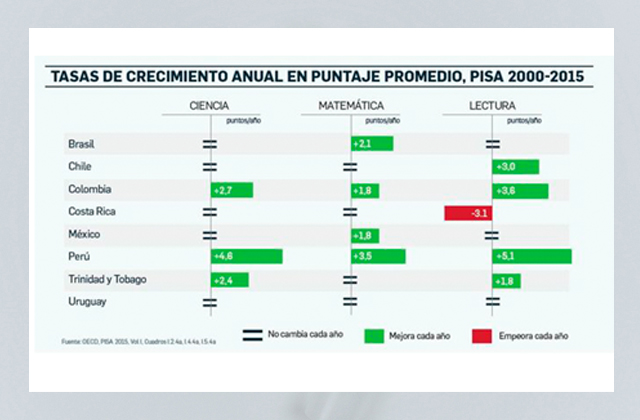 TASAS DE CRECIMIENTO ANUAL EN PUNTAJE PROMEDIO, PISA 2000-2015
CIENCIA MATEMÁTICA LECTURA
puntos/año puntos/año puntos/año
Brasil = +2,1 =
Chile = = +3,0
Colombia +2,7 +1,8 +3,6
Costa Rica = = -3.1
México = +1,8 =
Perú +4,6 +3,5 +5,1
Trinidad y Tobago +2,4 = +1,8
Uruguay = = =
= No cambia cada año Mejora cada año Empeora cada año
Fuente: OECD, PISA 2015, Vol.I, Cuadros I.2.4a, I.4.4a, I.5.4a